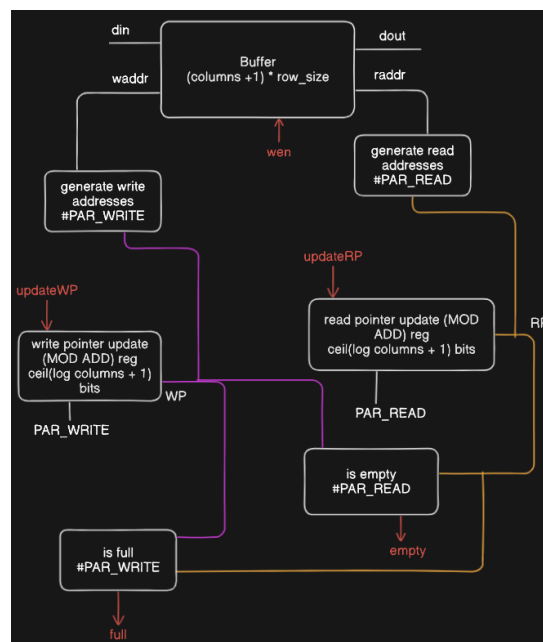 din
dout
Buffer
(columns +1) * row_size
waddr
raddr
wen
generate write
addresses
#PAR_WRITE
generate read
addresses
#PAR_READ
updateWP
updateRP
write pointer update
(MOD ADD) reg
ceil(log columns + 1)
bits
WP
PAR_WRITE
read pointer update (MOD
ADD) reg
ceil(log columns + 1) bits
RP
PAR_READ
is empty
#PAR_READ
empty
is full
#PAR_WRITE
full